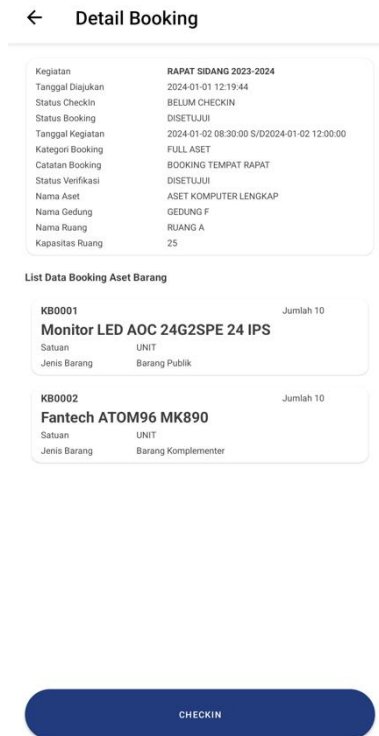 Detail Booking
Kegiatan RAPAT SIDANG 2023-2024
Tanggal Diajukan 2024-01-01 12:19:44
Status CheckIn BELUM CHECKIN
Status Booking DISETUJUI
Tanggal Kegiatan 2024-01-02 08:30:00 S/D2024-01-02 12:00:00
Kategori Booking FULL ASET
Catatan Booking BOOKING TEMPAT RAPAT
Status Verifikasi DISETUJUI
Nama Aset ASET KOMPUTER LENGKAP
Nama Gedung GEDUNG F
Nama Ruang RUANG A
Kapasitas Ruang 25
List Data Booking Aset Barang
KB0001 Jumlah 10
Monitor LED AOC 24G2SPE 24 IPS
Satuan UNIT
Jenis Barang Barang Publik
KB0002 Jumlah 10
Fantech ATOM96 MK890
Satuan UNIT
Jenis Barang Barang Komplementer
CHECKIN